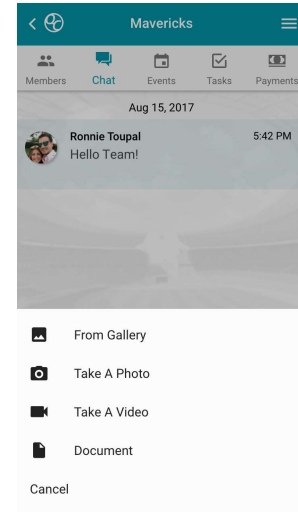 Mavericks
Members Chat Events Tasks Payments
Aug 15, 2017
Ronnie Toupal 5:42 PM
Hello Team!
From Gallery
Take A Photo
Take A Video
Document
Cancel